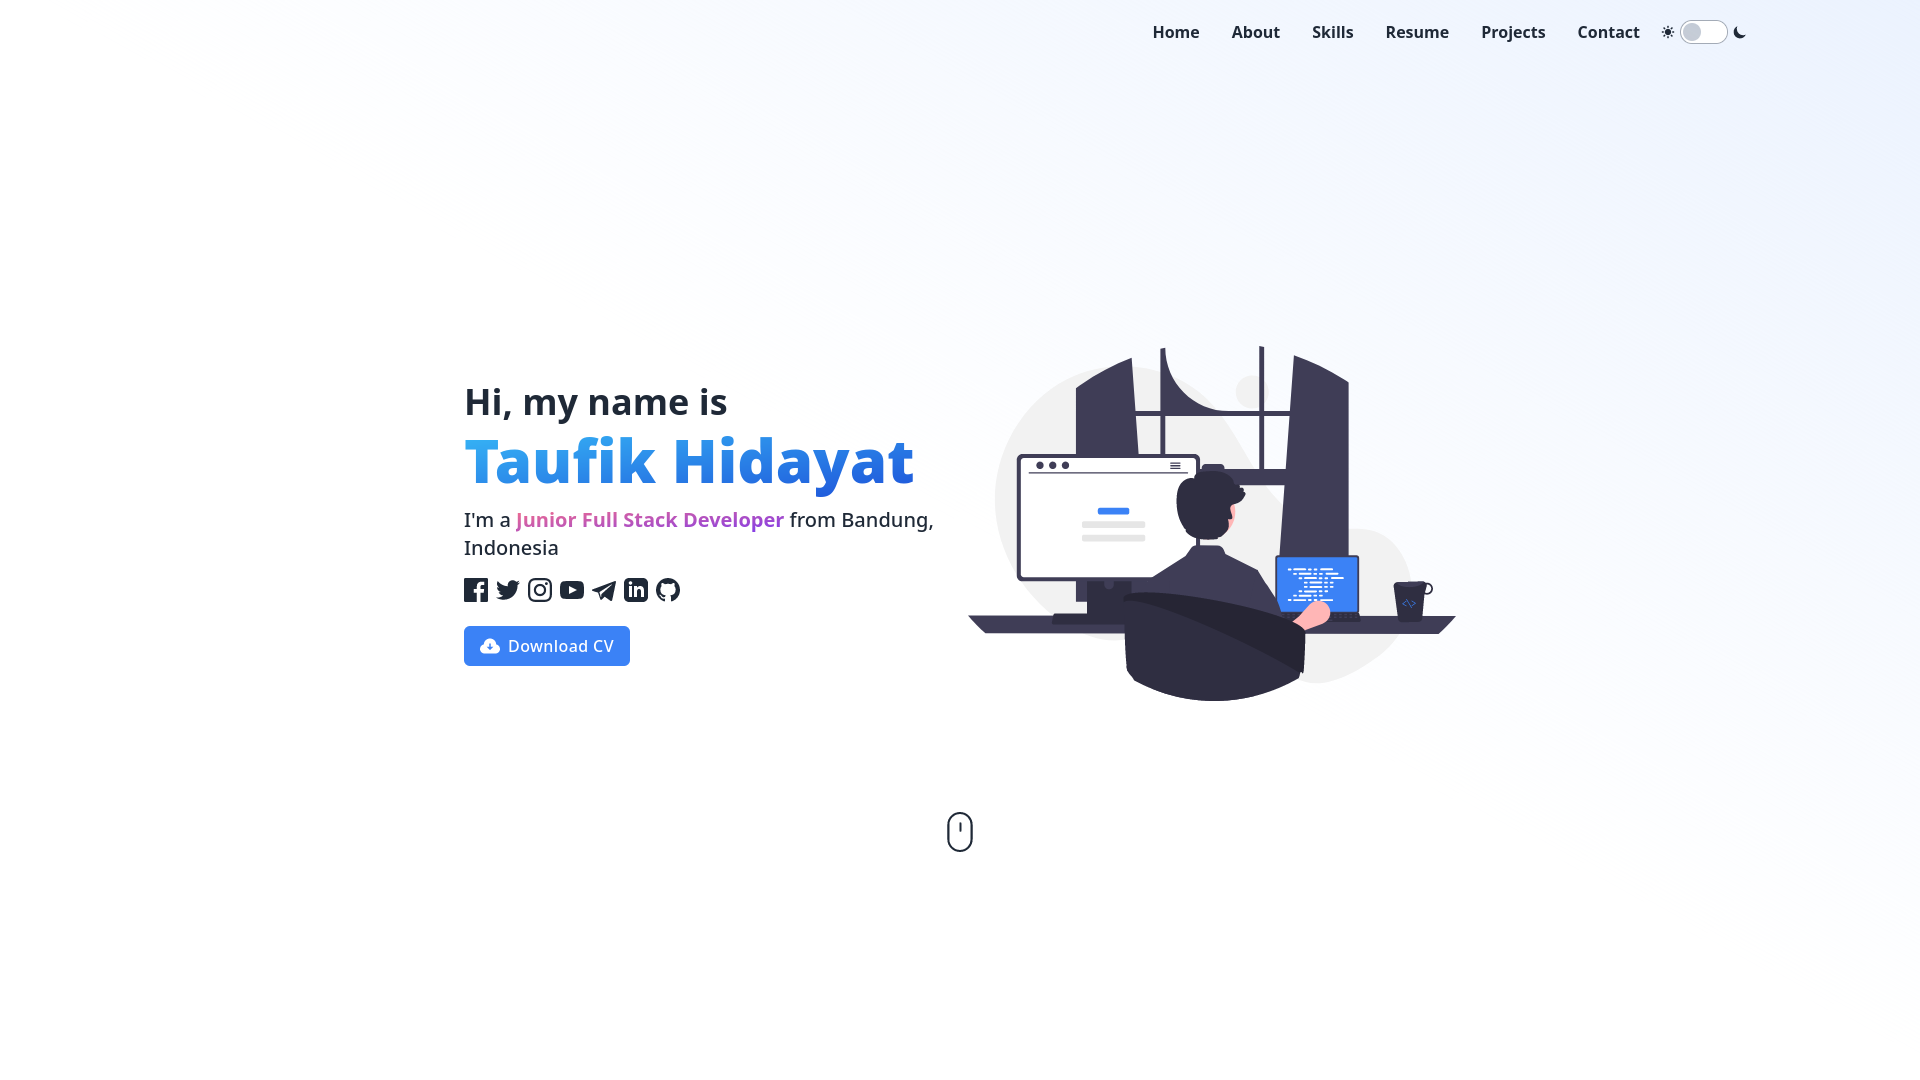 Home About Skills Resume Projects Contact
Hi, my name is
Taufik Hidayat
I'm a Junior Full Stack Developer from Bandung,
Indonesia
Download CV